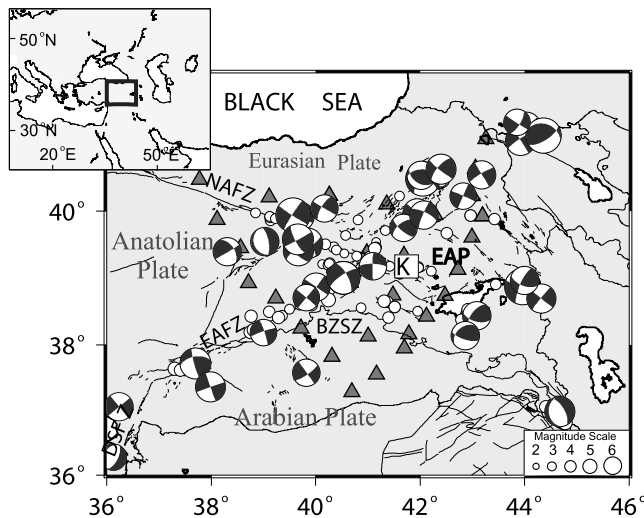 50°N
30°N
20°E
50°E
BLACK SEA
Eurasian Plate
NAFZ
40°
Anatolian
Plate
EAP
K
EAFZ
BZSZ
38°
Arabian Plate
DSFZ
Magnitude Scale
2 3 4 5 6
36°
36° 38° 40° 42° 44° 46°